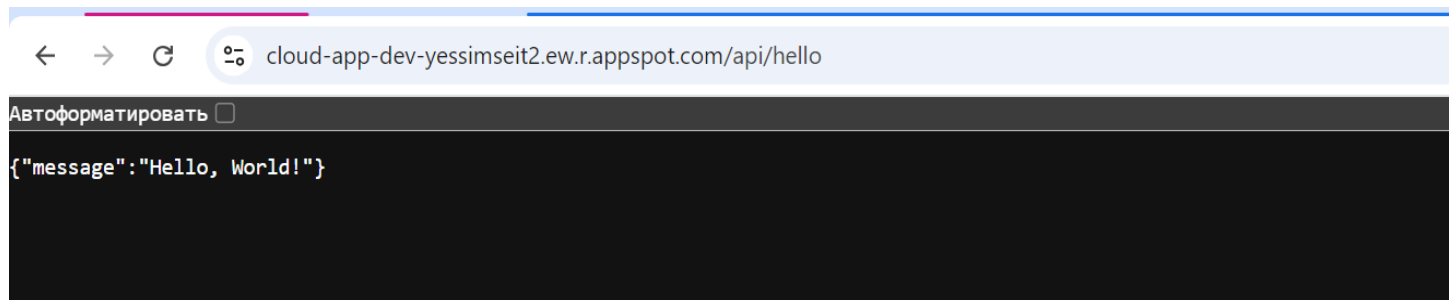 cloud-app-dev-yessimseit2.ew.r.appspot.com/api/hello
Автоформатировать
{"message":"Hello, World!"}